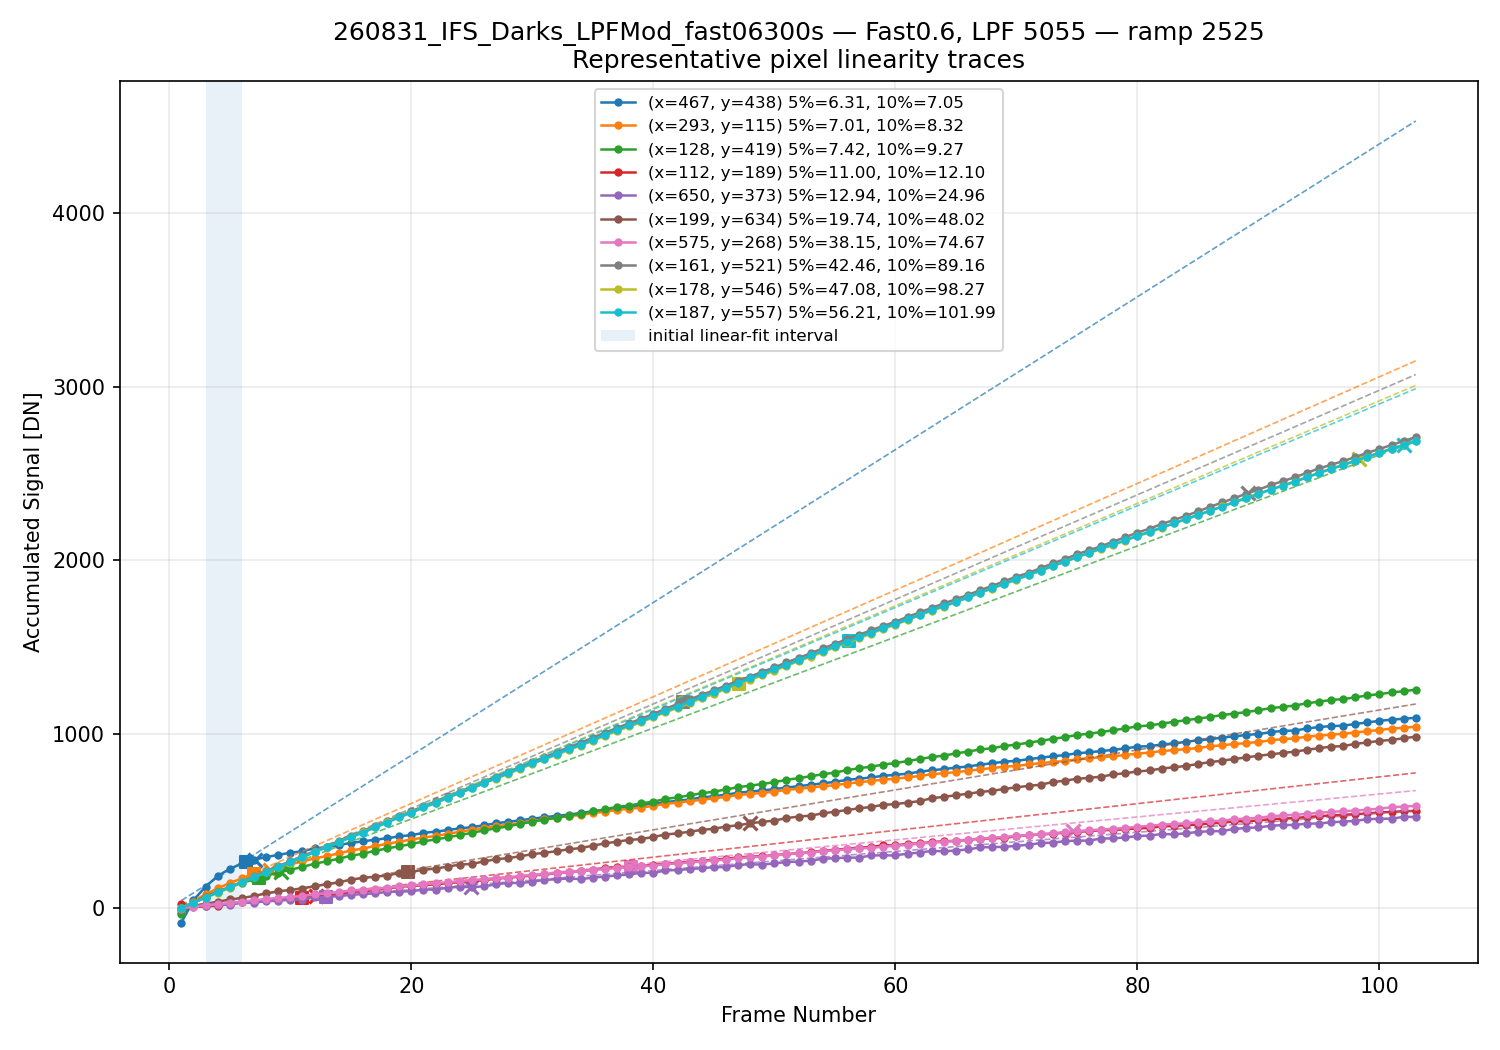 260831_IFS_Darks_LPFMod_fast06300s — Fast0.6, LPF 5055 — ramp 2525
Representative pixel linearity traces
(x=467, y=438) 5%=6.31, 10%=7.05
(x=293, y=115) 5%=7.01, 10%=8.32
(x=128, y=419) 5%=7.42, 10%=9.27
(x=112, y=189) 5%=11.00, 10%=12.10
(x=650, y=373) 5%=12.94, 10%=24.96
(x=199, y=634) 5%=19.74, 10%=48.02
(x=575, y=268) 5%=38.15, 10%=74.67
(x=161, y=521) 5%=42.46, 10%=89.16
(x=178, y=546) 5%=47.08, 10%=98.27
(x=187, y=557) 5%=56.21, 10%=101.99
initial linear-fit interval
Accumulated Signal [DN]
4000
3000
2000
1000
0
0
20
40
60
80
100
Frame Number